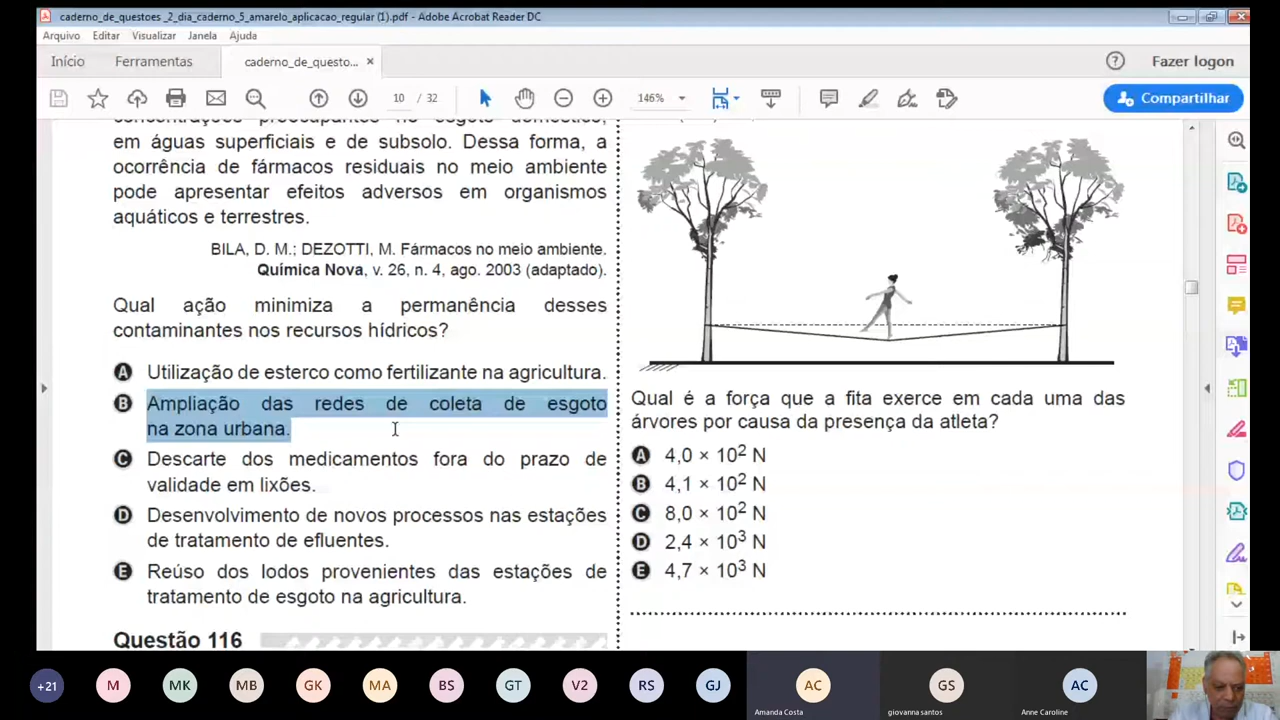 caderno_de_questoes _2_dia_caderno_5_amarelo_aplicacao_regular (1).pdf - Adobe Acrobat Reader DC
Arquivo Editar Visualizar Janela Ajuda
Início Ferramentas caderno_de_questo... × Fazer logon
10 / 32 146% Compartilhar
concentrações preocupantes no esgoto doméstico,
em águas superficiais e de subsolo. Dessa forma, a
ocorrência de fármacos residuais no meio ambiente
pode apresentar efeitos adversos em organismos
aquáticos e terrestres.
BILA, D. M.; DEZOTTI, M. Fármacos no meio ambiente.
Química Nova, v. 26, n. 4, ago. 2003 (adaptado).
Qual ação minimiza a permanência desses
contaminantes nos recursos hídricos?
A Utilização de esterco como fertilizante na agricultura.
B Ampliação das redes de coleta de esgoto
na zona urbana.
C Descarte dos medicamentos fora do prazo de
validade em lixões.
D Desenvolvimento de novos processos nas estações
de tratamento de efluentes.
E Reúso dos lodos provenientes das estações de
tratamento de esgoto na agricultura.
Questão 116
Qual é a força que a fita exerce em cada uma das
árvores por causa da presença da atleta?
A 4,0 × 10² N
B 4,1 × 10² N
C 8,0 × 10² N
D 2,4 × 10³ N
E 4,7 × 10³ N
+21 M MK MB GK MA BS GT V2 RS GJ AC GS AC
Amanda Costa giovanna santos Anne Caroline